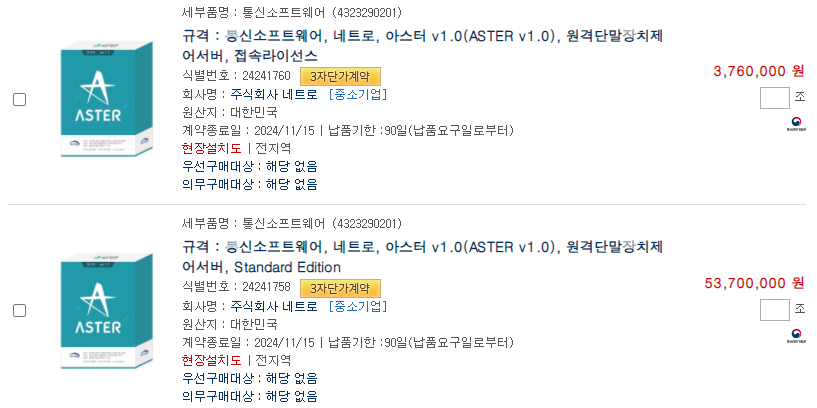 세부품명 : 통신소프트웨어 (4323290201)
규격 : 통신소프트웨어, 네트로, 아스터 v1.0(ASTER v1.0), 원격단말장치제
어서버, 접속라이선스
식별번호 : 24241760 3자단가계약
3,760,000 원
회사명 : 주식회사 네트로 [중소기업]
조
원산지 : 대한민국
계약종료일 : 2024/11/15 | 납품기한 :90일(납품요구일로부터)
현장설치도 | 전지역
우선구매대상 : 해당 없음
의무구매대상 : 해당 없음
ASTER
세부품명 : 통신소프트웨어 (4323290201)
규격 : 통신소프트웨어, 네트로, 아스터 v1.0(ASTER v1.0), 원격단말장치제
어서버, Standard Edition
식별번호 : 24241758 3자단가계약
53,700,000 원
회사명 : 주식회사 네트로 [중소기업]
조
원산지 : 대한민국
계약종료일 : 2024/11/15 | 납품기한 :90일(납품요구일로부터)
현장설치도 | 전지역
우선구매대상 : 해당 없음
의무구매대상 : 해당 없음
ASTER